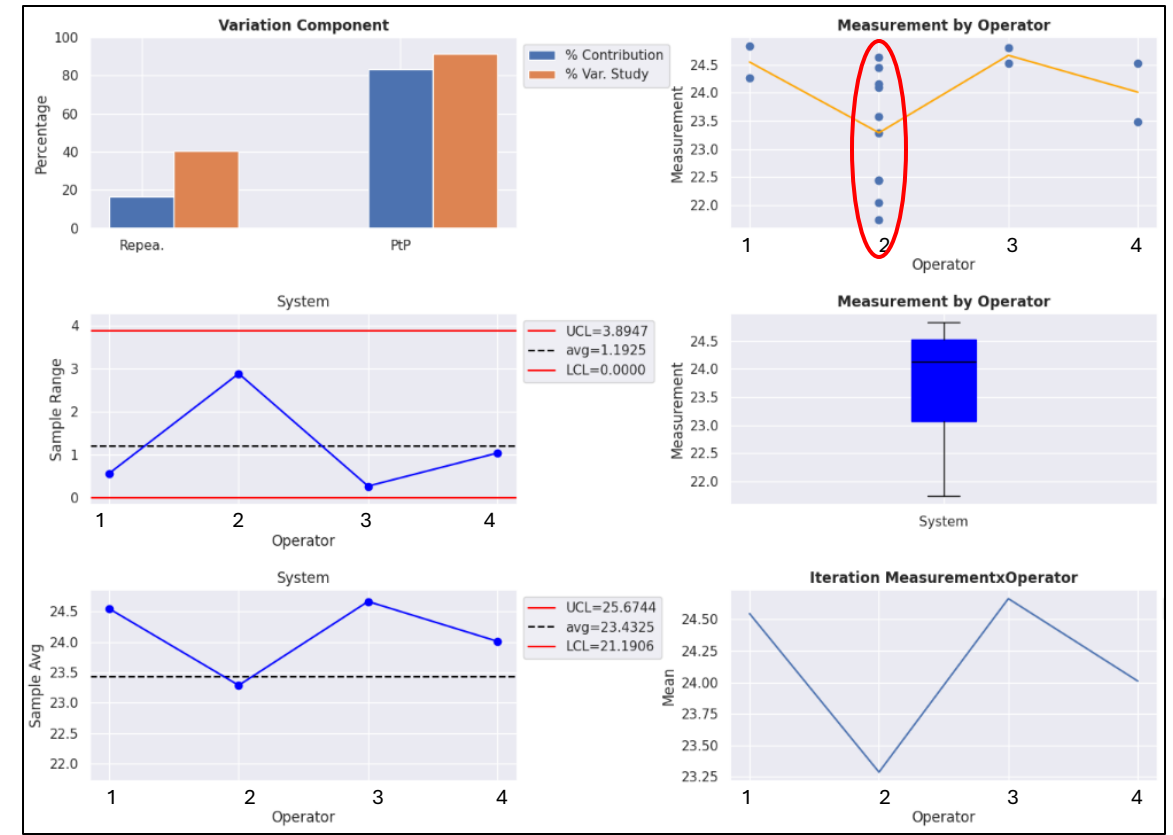 Variation Component
100
80
60
40
20
0
Percentage
Repea.
PtP
% Contribution
% Var. Study
Measurement by Operator
24.5
24.0
23.5
23.0
22.5
22.0
Measurement
1 2 3 4
Operator
System
4
3
2
1
0
Sample Range
1 2 3 4
Operator
UCL=3.8947
avg=1.1925
LCL=0.0000
Measurement by Operator
24.5
24.0
23.5
23.0
22.5
22.0
Measurement
System
System
24.5
24.0
23.5
23.0
22.5
22.0
Sample Avg
1 2 3 4
Operator
UCL=25.6744
avg=23.4325
LCL=21.1906
Iteration MeasurementxOperator
24.50
24.25
24.00
23.75
23.50
23.25
Mean
1 2 3 4
Operator